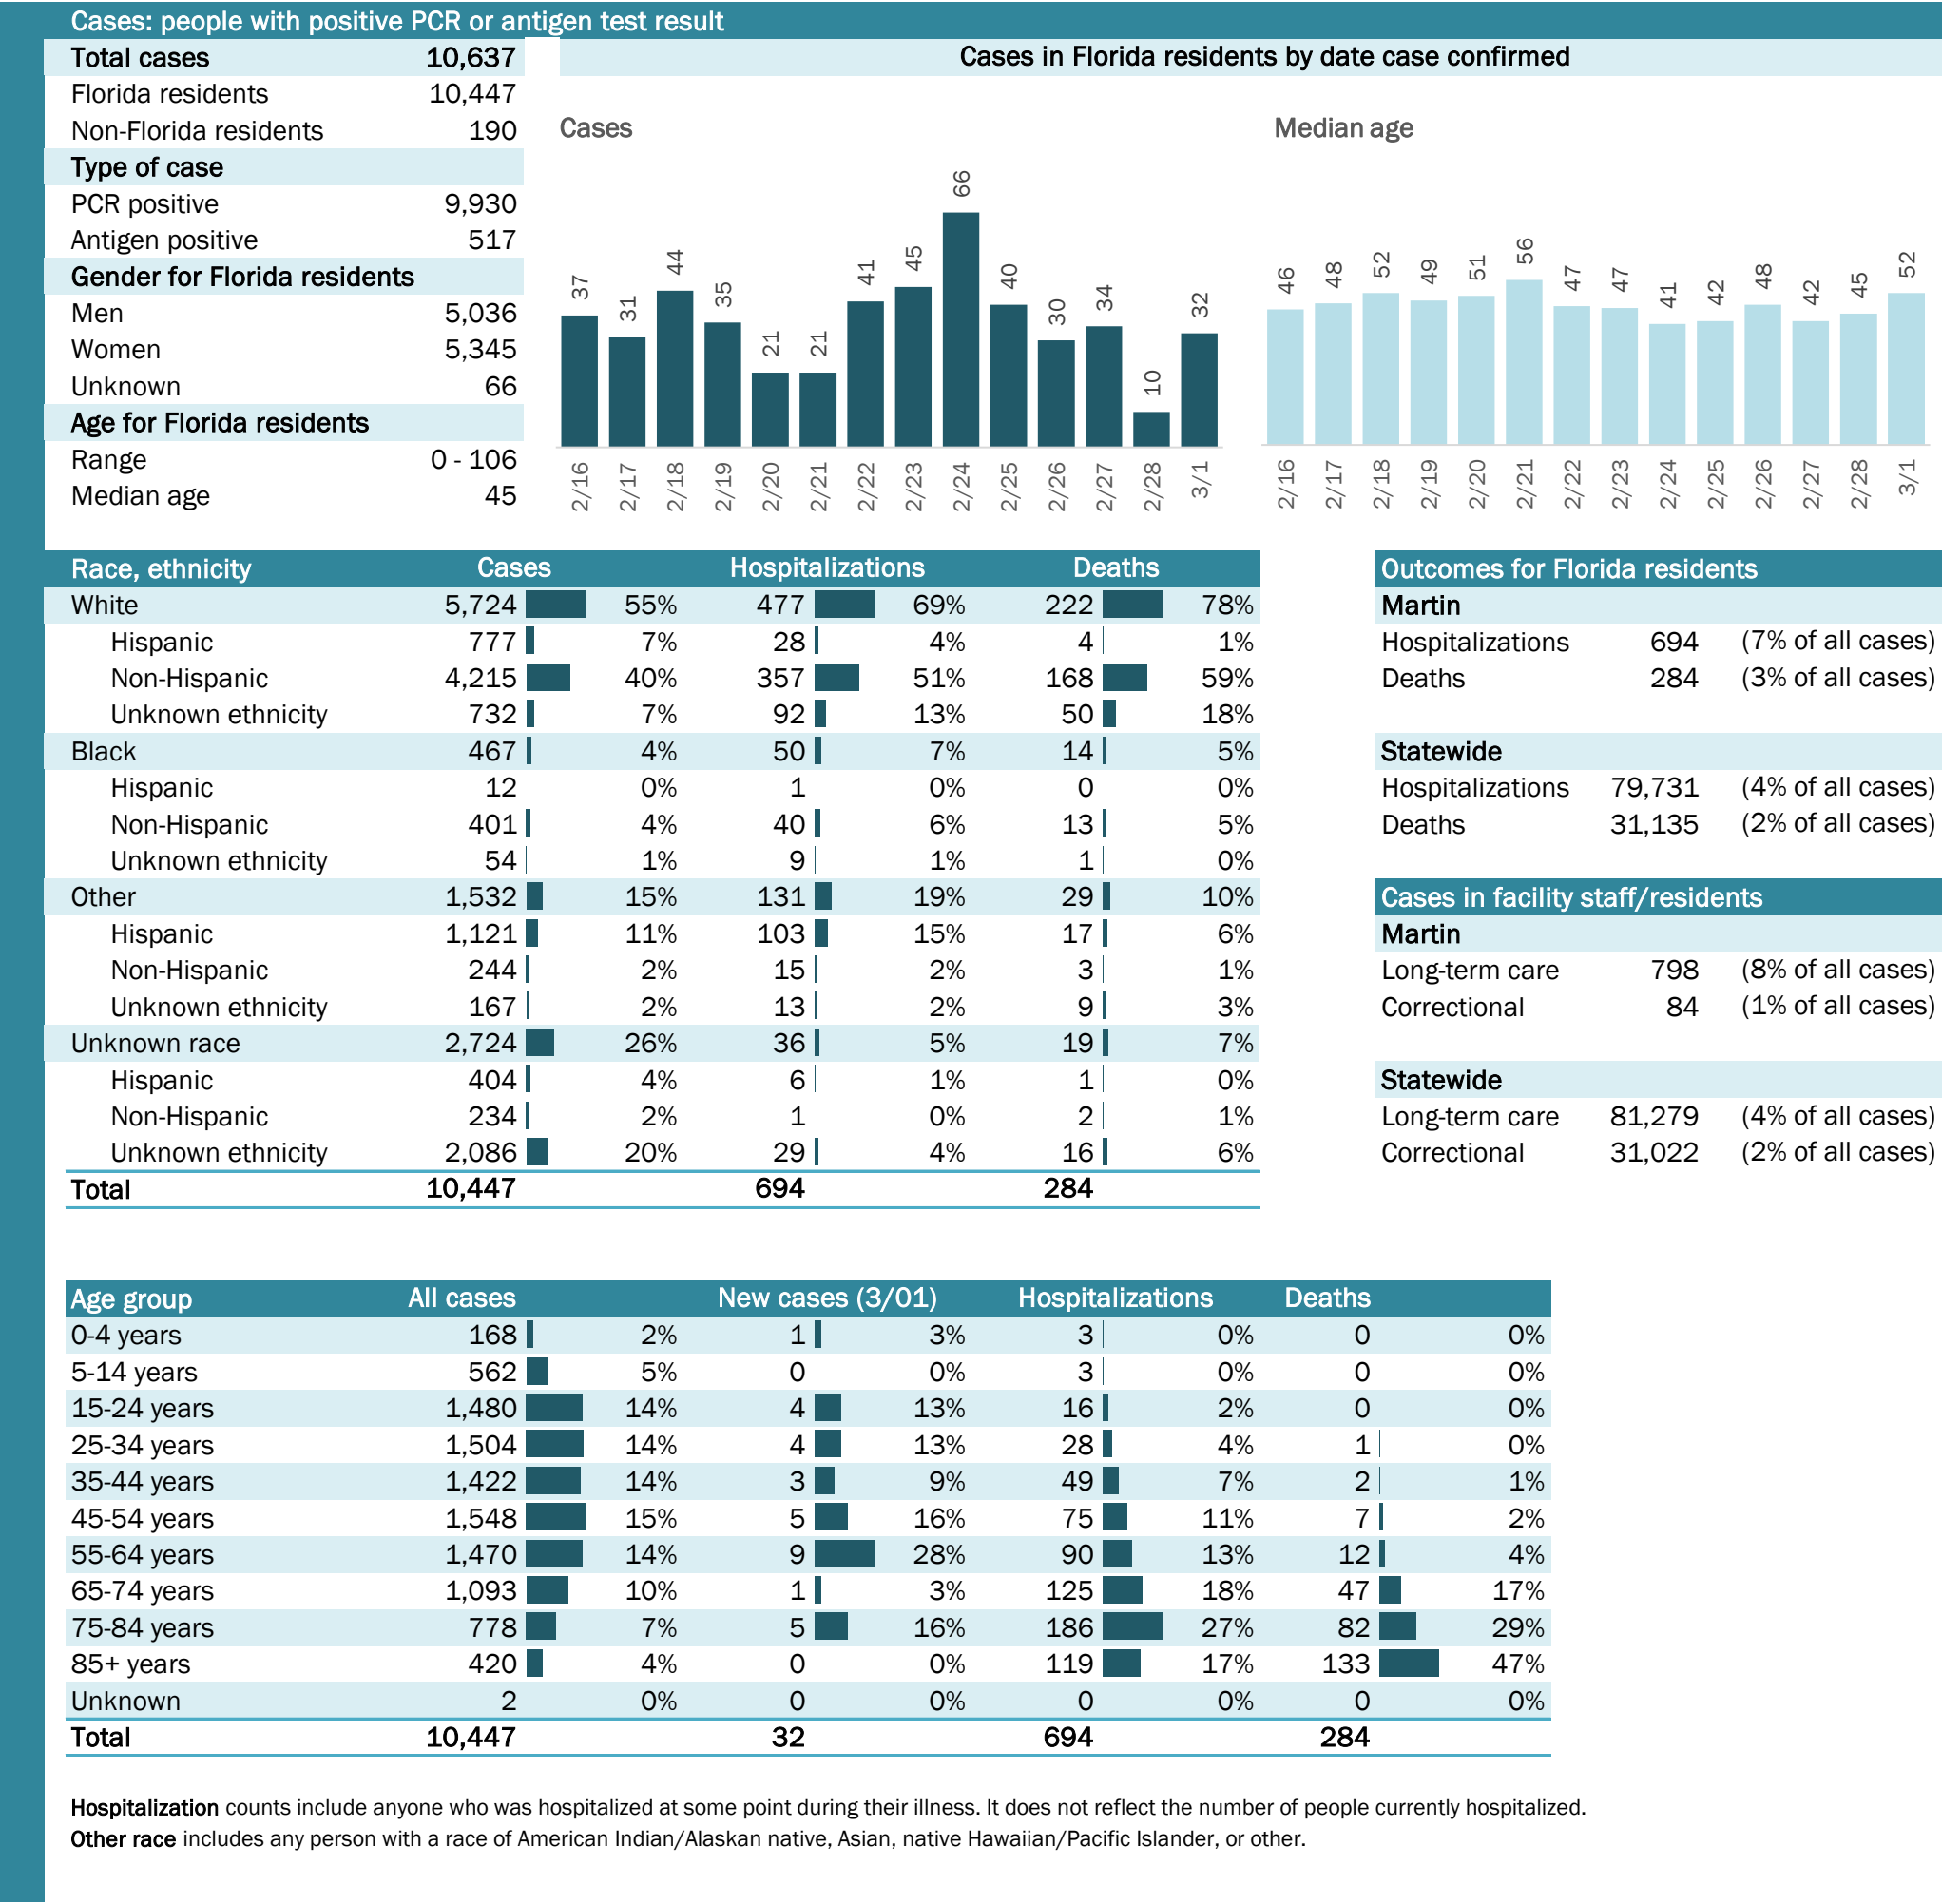 Cases: people with positive PCR or antigen test result
Total cases 10,637
Florida residents 10,447
Non-Florida residents 190
Type of case
PCR positive 9,930
Antigen positive 517
Gender for Florida residents
Men 5,036
Women 5,345
Unknown 66
Age for Florida residents
Range 0 - 106
Median age 45
Cases in Florida residents by date case confirmed
Cases
37 31 44 35 21 21 41 45 66 40 30 34 10 32
2/16 2/17 2/18 2/19 2/20 2/21 2/22 2/23 2/24 2/25 2/26 2/27 2/28 3/1
Median age
46 48 52 49 51 56 47 47 41 42 48 42 45 52
2/16 2/17 2/18 2/19 2/20 2/21 2/22 2/23 2/24 2/25 2/26 2/27 2/28 3/1
Race, ethnicity Cases Hospitalizations Deaths
White 5,724 55% 477 69% 222 78%
Hispanic 777 7% 28 4% 4 1%
Non-Hispanic 4,215 40% 357 51% 168 59%
Unknown ethnicity 732 7% 92 13% 50 18%
Black 467 4% 50 7% 14 5%
Hispanic 12 0% 1 0% 0 0%
Non-Hispanic 401 4% 40 6% 13 5%
Unknown ethnicity 54 1% 9 1% 1 0%
Other 1,532 15% 131 19% 29 10%
Hispanic 1,121 11% 103 15% 17 6%
Non-Hispanic 244 2% 15 2% 3 1%
Unknown ethnicity 167 2% 13 2% 9 3%
Unknown race 2,724 26% 36 5% 19 7%
Hispanic 404 4% 6 1% 1 0%
Non-Hispanic 234 2% 1 0% 2 1%
Unknown ethnicity 2,086 20% 29 4% 16 6%
Total 10,447 694 284
Outcomes for Florida residents
Martin
Hospitalizations 694 (7% of all cases)
Deaths 284 (3% of all cases)
Statewide
Hospitalizations 79,731 (4% of all cases)
Deaths 31,135 (2% of all cases)
Cases in facility staff/residents
Martin
Long-term care 798 (8% of all cases)
Correctional 84 (1% of all cases)
Statewide
Long-term care 81,279 (4% of all cases)
Correctional 31,022 (2% of all cases)
Age group All cases New cases (3/01) Hospitalizations Deaths
0-4 years 168 2% 1 3% 3 0% 0 0%
5-14 years 562 5% 0 0% 3 0% 0 0%
15-24 years 1,480 14% 4 13% 16 2% 0 0%
25-34 years 1,504 14% 4 13% 28 4% 1 0%
35-44 years 1,422 14% 3 9% 49 7% 2 1%
45-54 years 1,548 15% 5 16% 75 11% 7 2%
55-64 years 1,470 14% 9 28% 90 13% 12 4%
65-74 years 1,093 10% 1 3% 125 18% 47 17%
75-84 years 778 7% 5 16% 186 27% 82 29%
85+ years 420 4% 0 0% 119 17% 133 47%
Unknown 2 0% 0 0% 0 0% 0 0%
Total 10,447 32 694 284
Hospitalization counts include anyone who was hospitalized at some point during their illness. It does not reflect the number of people currently hospitalized.
Other race includes any person with a race of American Indian/Alaskan native, Asian, native Hawaiian/Pacific Islander, or other.